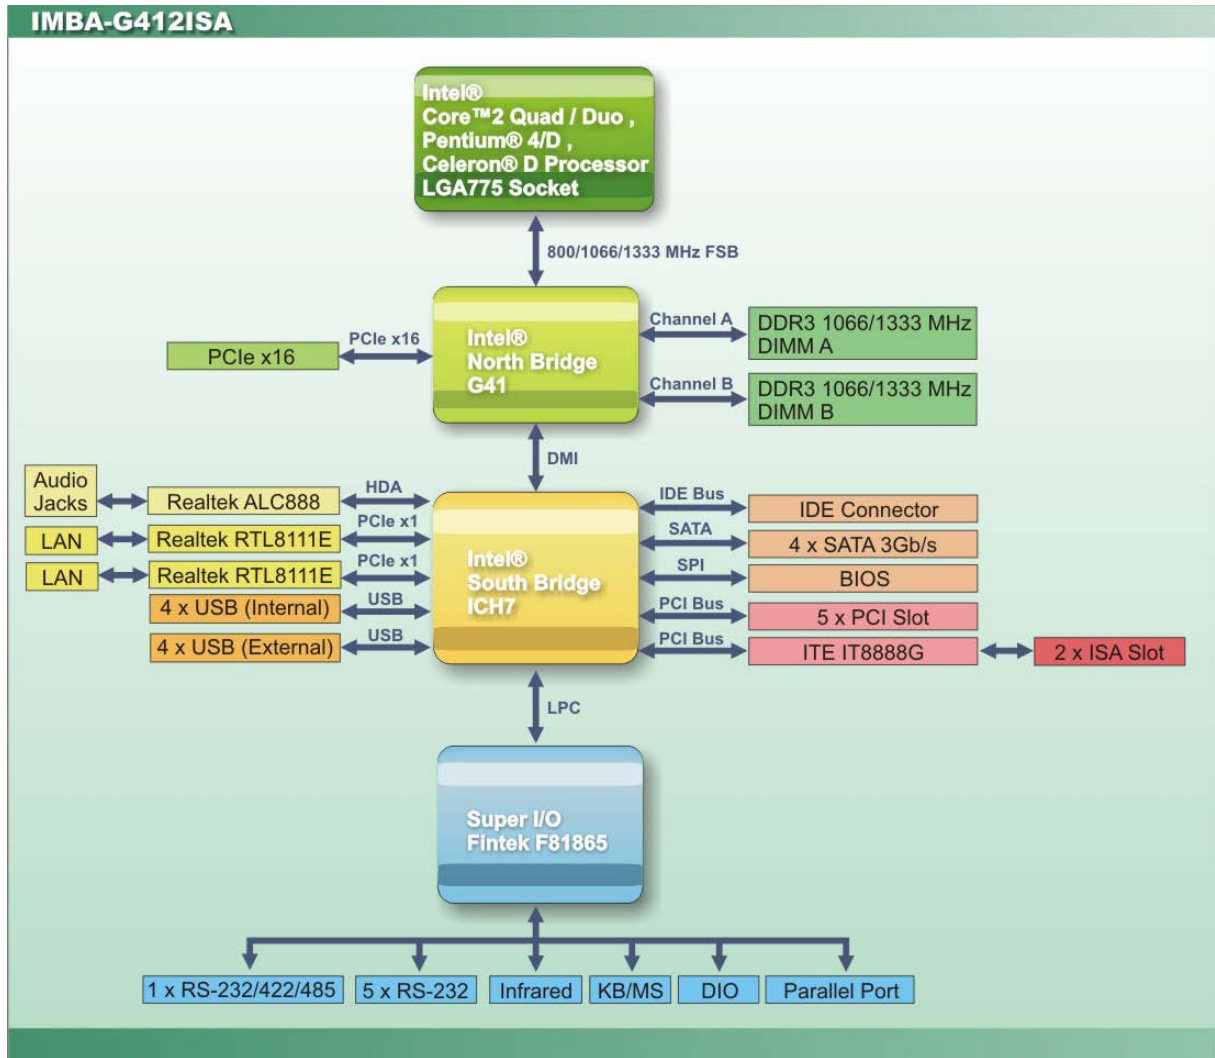 IMBA-G412ISA
Intel®
Core™2 Quad / Duo ,
Pentium® 4/D ,
Celeron® D Processor
LGA775 Socket
800/1066/1333 MHz FSB
PCIe x16
PCIe x16
Intel®
North Bridge
G41
Channel A
DDR3 1066/1333 MHz
DIMM A
Channel B
DDR3 1066/1333 MHz
DIMM B
DMI
Audio
Jacks
Realtek ALC888
HDA
LAN
Realtek RTL8111E
PCIe x1
LAN
Realtek RTL8111E
PCIe x1
4 x USB (Internal)
USB
4 x USB (External)
USB
Intel®
South Bridge
ICH7
IDE Bus
IDE Connector
SATA
4 x SATA 3Gb/s
SPI
BIOS
PCI Bus
5 x PCI Slot
PCI Bus
ITE IT8888G
2 x ISA Slot
LPC
Super I/O
Fintek F81865
1 x RS-232/422/485
5 x RS-232
Infrared
KB/MS
DIO
Parallel Port